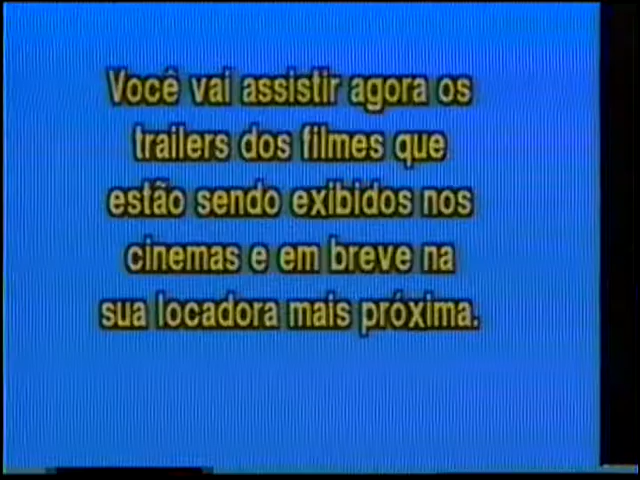 Você vai assistir agora os
trailers dos filmes que
estão sendo exibidos nos
cinemas e em breve na
sua locadora mais próxima.